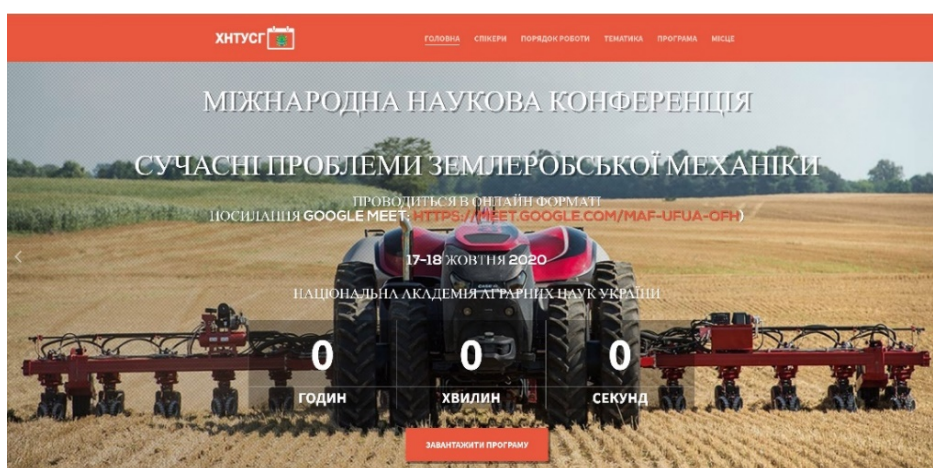 ХНТУСГ
ГОЛОВНА СПІКЕРИ ПОРЯДОК РОБОТИ ТЕМАТИКА ПРОГРАМА МІСЦЕ
МІЖНАРОДНА НАУКОВА КОНФЕРЕНЦІЯ
СУЧАСНІ ПРОБЛЕМИ ЗЕМЛЕРОБСЬКОЇ МЕХАНІКИ
ПРОВОДИТЬСЯ В ОНЛАЙН ФОРМАТІ
ПОСИЛАННЯ GOOGLE MEET: HTTPS://MEET.GOOGLE.COM/MAF-UFUA-QFH)
17-18 ЖОВТНЯ 2020
НАЦІОНАЛЬНА АКАДЕМІЯ АГРАРНИХ НАУК УКРАЇНИ
0 0 0
ГОДИН ХВИЛИН СЕКУНД
ЗАВАНТАЖИТИ ПРОГРАМУ